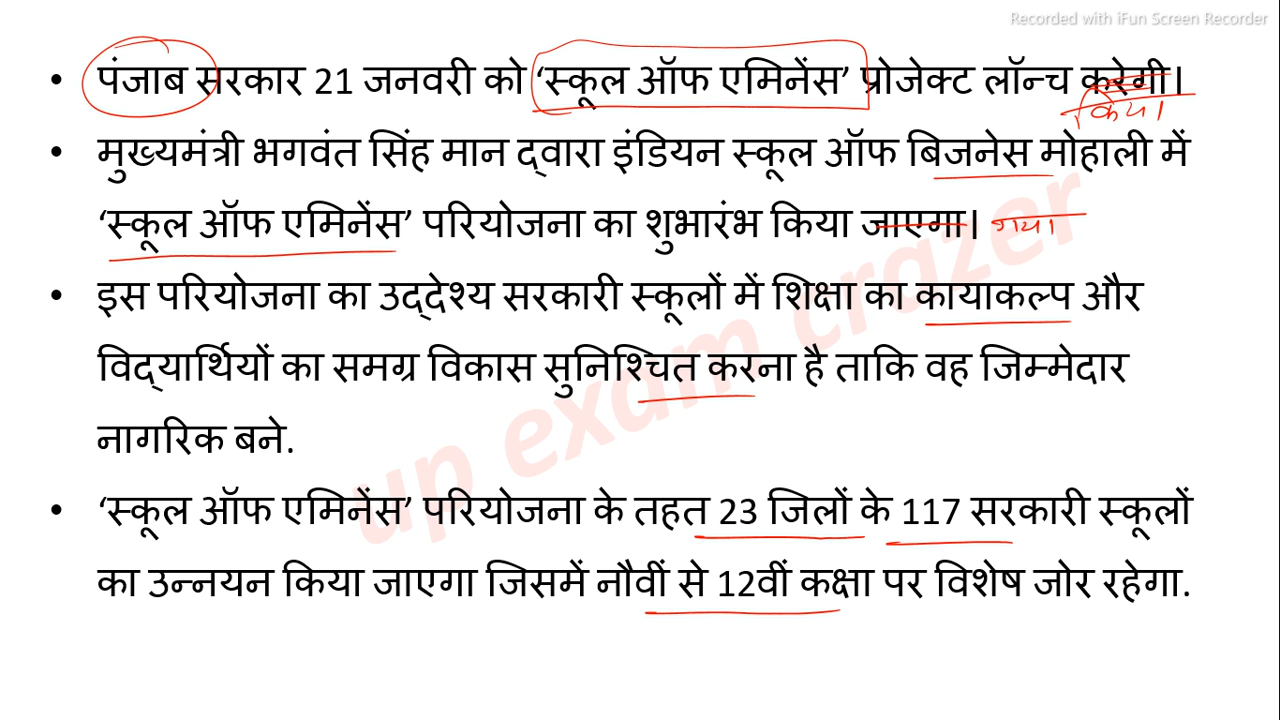 Recorded with iFun Screen Recorder
• पंजाब सरकार 21 जनवरी को ‘स्कूल ऑफ एमिनेंस’ प्रोजेक्ट लॉन्च करेगी।
किया।
• मुख्यमंत्री भगवंत सिंह मान द्वारा इंडियन स्कूल ऑफ बिजनेस मोहाली में
‘स्कूल ऑफ एमिनेंस’ परियोजना का शुभारंभ किया जाएगा। गया।
• इस परियोजना का उद्देश्य सरकारी स्कूलों में शिक्षा का कायाकल्प और
विद्यार्थियों का समग्र विकास सुनिश्चित करना है ताकि वह जिम्मेदार
नागरिक बने.
• ‘स्कूल ऑफ एमिनेंस’ परियोजना के तहत 23 जिलों के 117 सरकारी स्कूलों
का उन्नयन किया जाएगा जिसमें नौवीं से 12वीं कक्षा पर विशेष जोर रहेगा.
up exam crazer